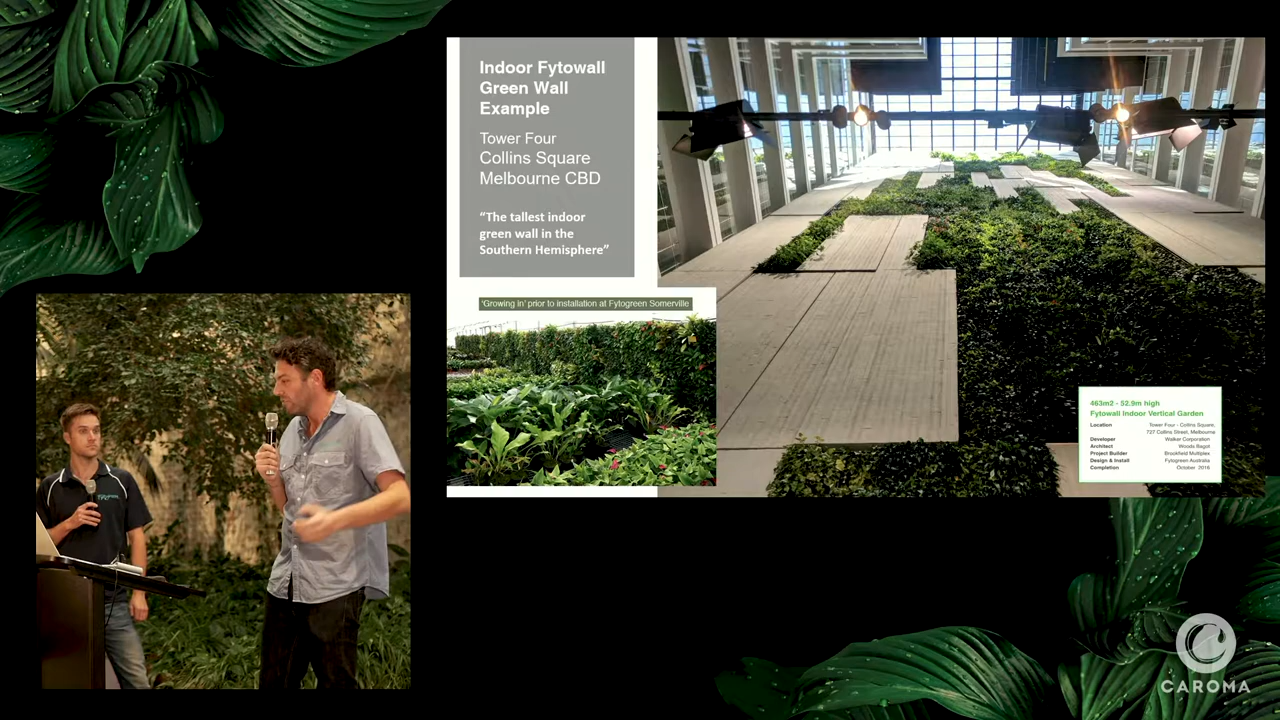 Indoor Fytowall
Green Wall
Example
Tower Four
Collins Square
Melbourne CBD
“The tallest indoor
green wall in the
Southern Hemisphere”
'Growing in' prior to installation at Fytogreen Somerville
463m2 - 52.9m high
Fytowall Indoor Vertical Garden
Location Tower Four - Collins Square,
727 Collins Street, Melbourne
Developer Walker Corporation
Architect Woods Bagot
Project Builder Brookfield Multiplex
Design & Install Fytogreen Australia
Completion October 2016
CAROMA